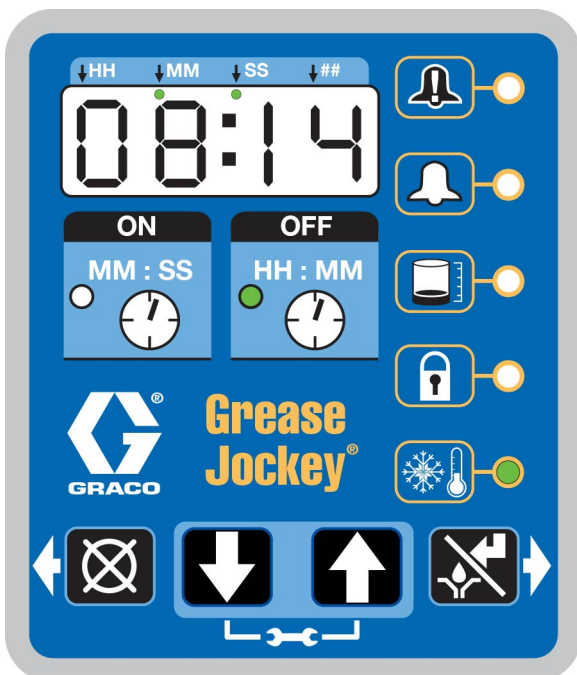 HH MM SS ##
08:14
ON OFF
MM : SS HH : MM
Grease
Jockey®
®
GRACO